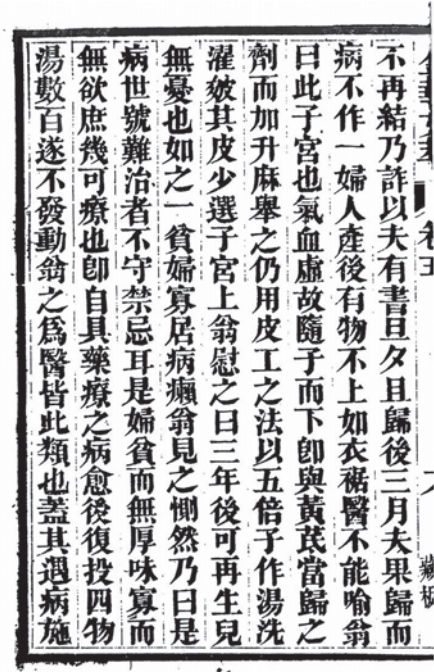 不再結乃詐以夫有書旦夕且歸後三月夫果歸而
病不作一婦人產後有物不上如衣裾醫不能喻翁
曰此子宮也氣血虛故隨子而下卽與黃芪當歸之
劑而加升麻舉之仍用皮工之法以五倍子作湯洗
濯皴其皮少選子宮上翁慰之曰三年後可再生兒
無憂也如之一貧婦寡居病癩翁見之惻然乃曰是
病世號難治者不守禁忌耳是婦貧而無厚味寡而
無欲庶幾可療也卽自具藥療之病愈後復投四物
湯數百遂不發動翁之爲醫皆此類也蓋其遇病施